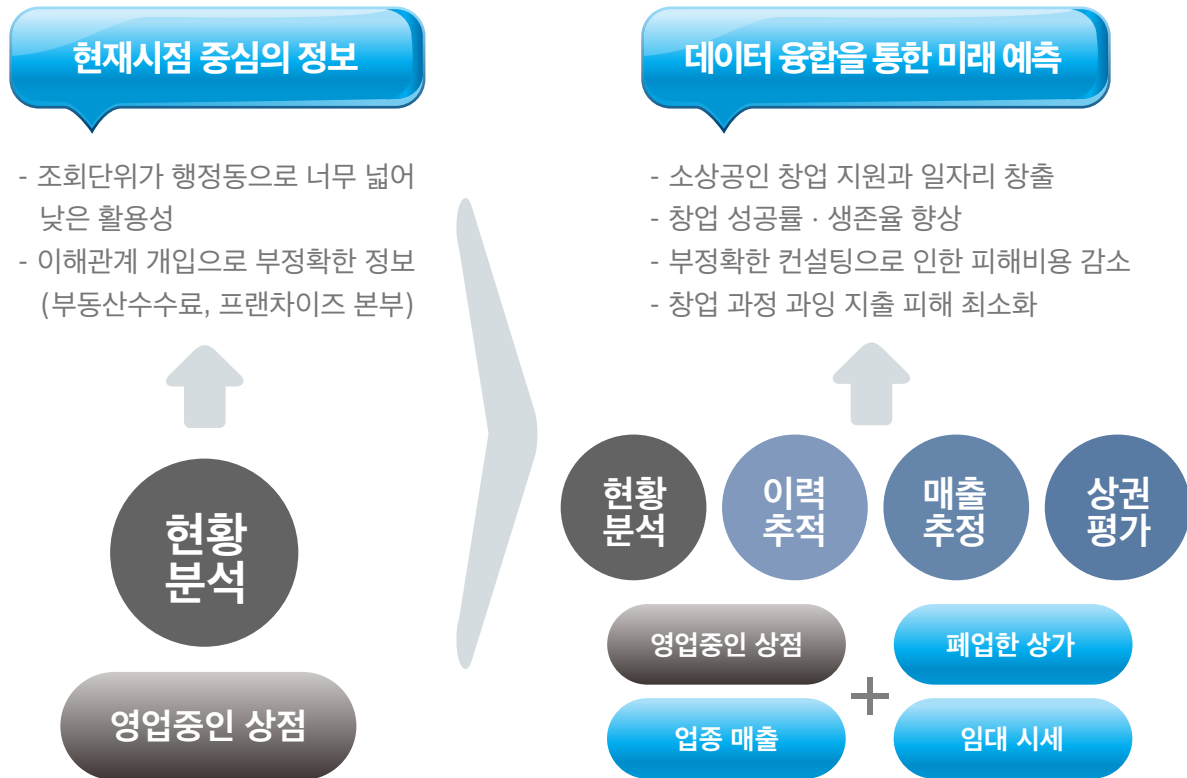 현재시점 중심의 정보
- 조회단위가 행정동으로 너무 넓어
낮은 활용성
- 이해관계 개입으로 부정확한 정보
(부동산수수료, 프랜차이즈 본부)
현황
분석
영업중인 상점
데이터 융합을 통한 미래 예측
- 소상공인 창업 지원과 일자리 창출
- 창업 성공률 · 생존율 향상
- 부정확한 컨설팅으로 인한 피해비용 감소
- 창업 과정 과잉 지출 피해 최소화
현황
분석
이력
추적
매출
추정
상권
평가
영업중인 상점
폐업한 상가
+
업종 매출
임대 시세